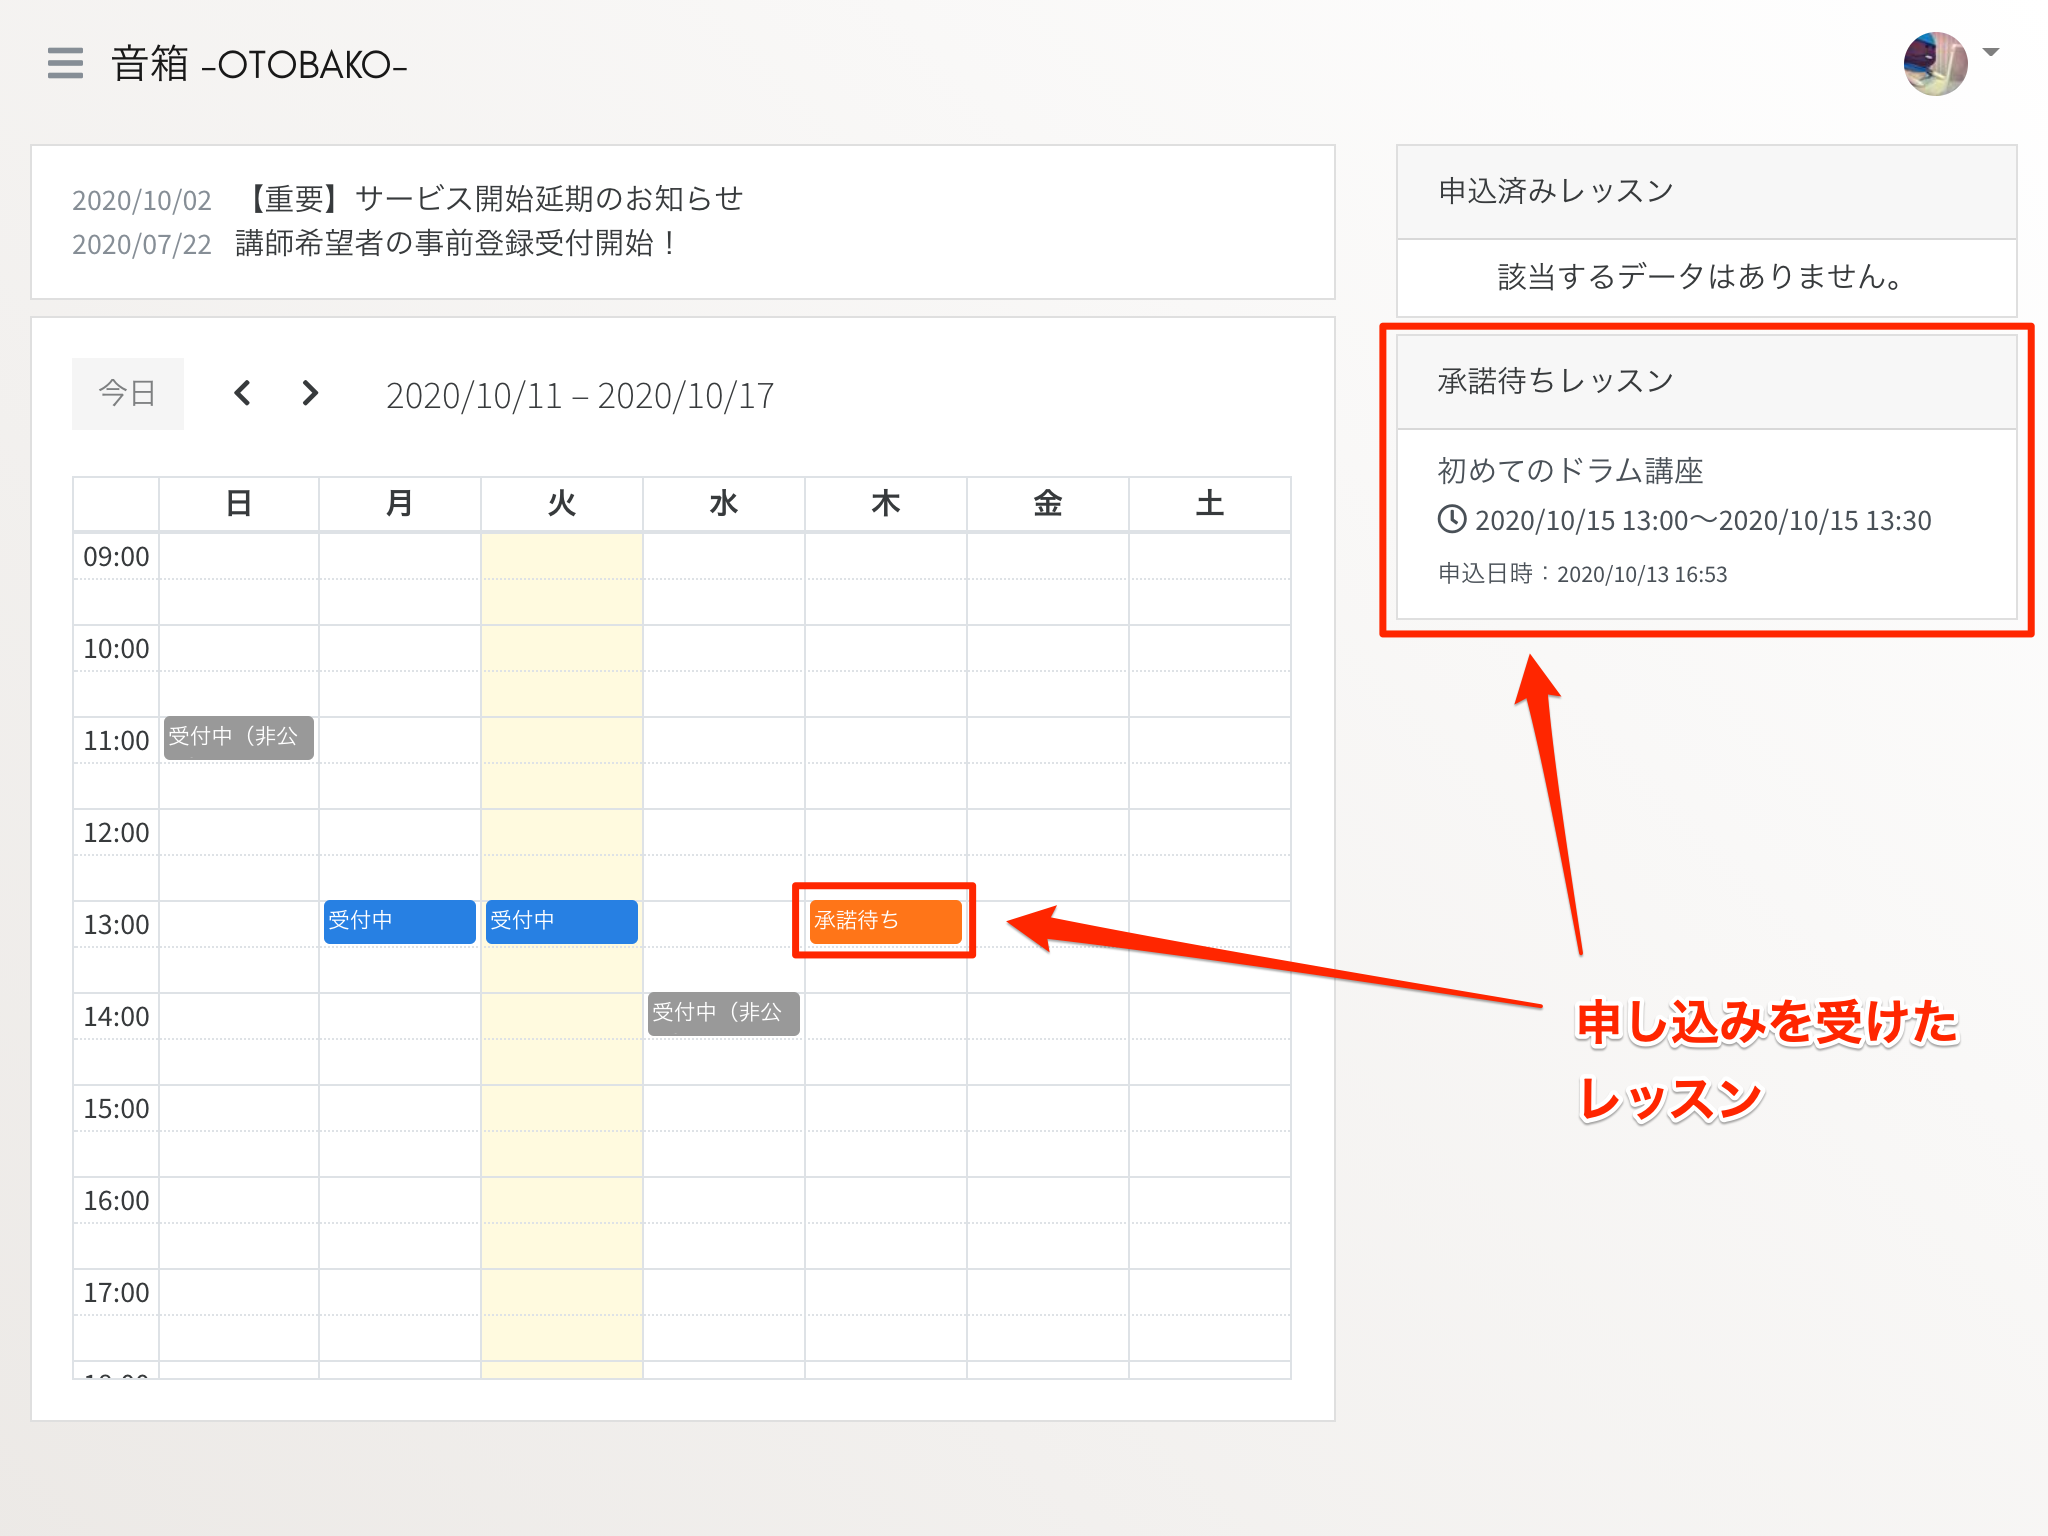 音箱 -OTOBAKO-
2020/10/02 【重要】サービス開始延期のお知らせ
2020/07/22 講師希望者の事前登録受付開始！
今日
2020/10/11 – 2020/10/17
日 月 火 水 木 金 土
09:00
10:00
11:00 受付中（非公
12:00
13:00 受付中 受付中 承諾待ち
14:00 受付中（非公
15:00
16:00
17:00
申込済みレッスン
該当するデータはありません。
承諾待ちレッスン
初めてのドラム講座
2020/10/15 13:00〜2020/10/15 13:30
申込日時：2020/10/13 16:53
申し込みを受けた
レッスン